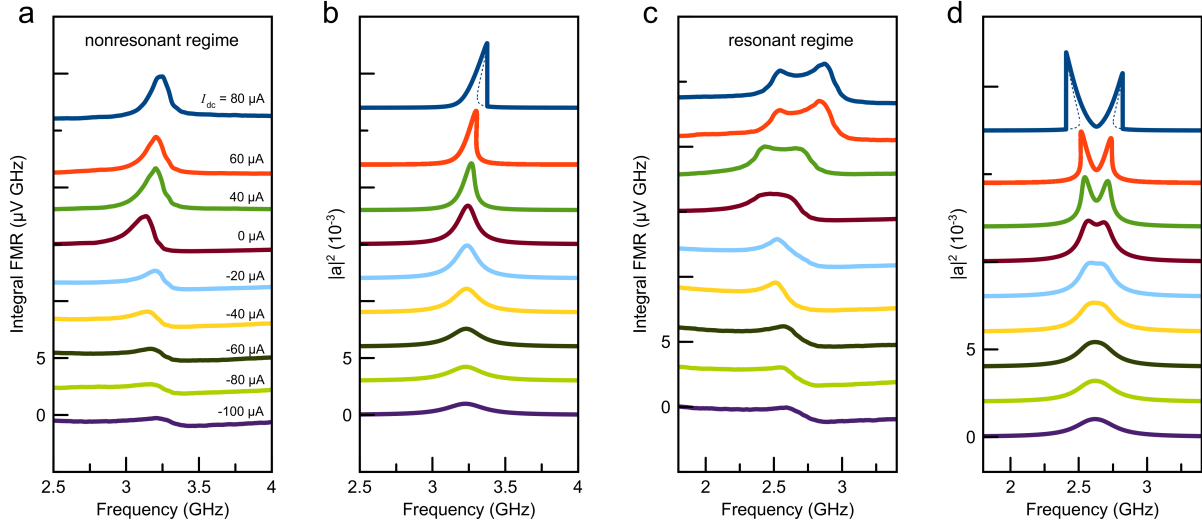 a
nonresonant regime
Idc = 80 µA
60 µA
40 µA
0 µA
-20 µA
-40 µA
-60 µA
-80 µA
-100 µA
5
0
Integral FMR (µV GHz)
2.5
3
3.5
4
Frequency (GHz)
b
5
0
|a|² (10⁻³)
2.5
3
3.5
4
Frequency (GHz)
c
resonant regime
5
0
Integral FMR (µV GHz)
2
2.5
3
Frequency (GHz)
d
5
0
|a|² (10⁻³)
2
2.5
3
Frequency (GHz)